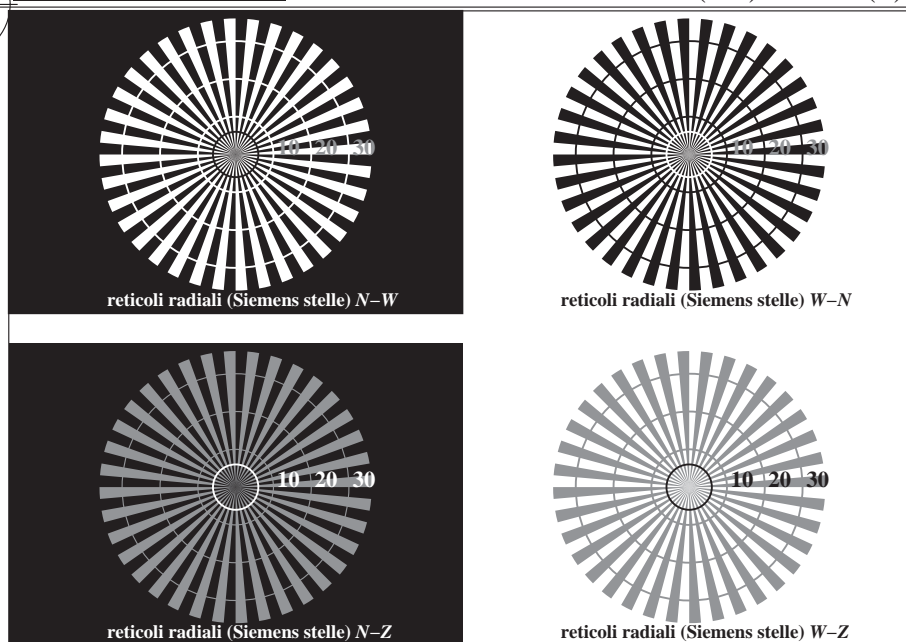 10 20 30
reticoli radiali (Siemens stelle) N–W
10 20 30
reticoli radiali (Siemens stelle) W–N
10 20 30
reticoli radiali (Siemens stelle) N–Z
10 20 30
reticoli radiali (Siemens stelle) W–Z